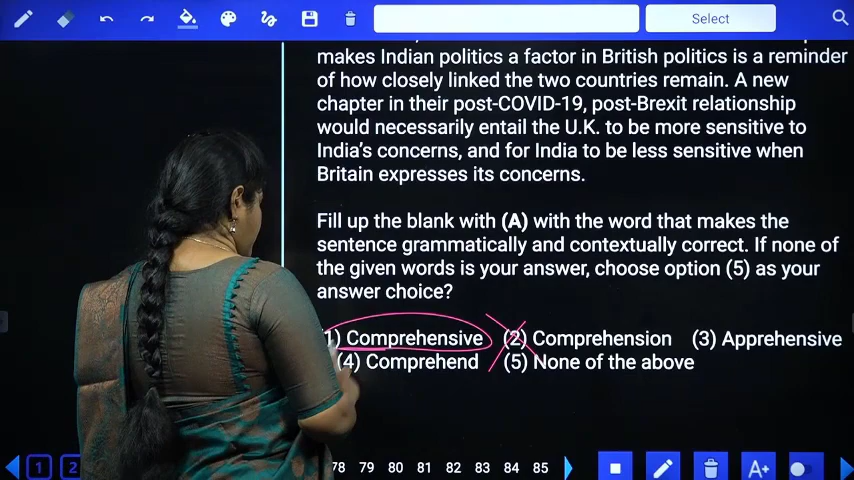 Select
makes Indian politics a factor in British politics is a reminder
of how closely linked the two countries remain. A new
chapter in their post-COVID-19, post-Brexit relationship
would necessarily entail the U.K. to be more sensitive to
India's concerns, and for India to be less sensitive when
Britain expresses its concerns.
Fill up the blank with (A) with the word that makes the
sentence grammatically and contextually correct. If none of
the given words is your answer, choose option (5) as your
answer choice?
1) Comprehensive (2) Comprehension (3) Apprehensive
(4) Comprehend (5) None of the above
1 2 78 79 80 81 82 83 84 85 A+